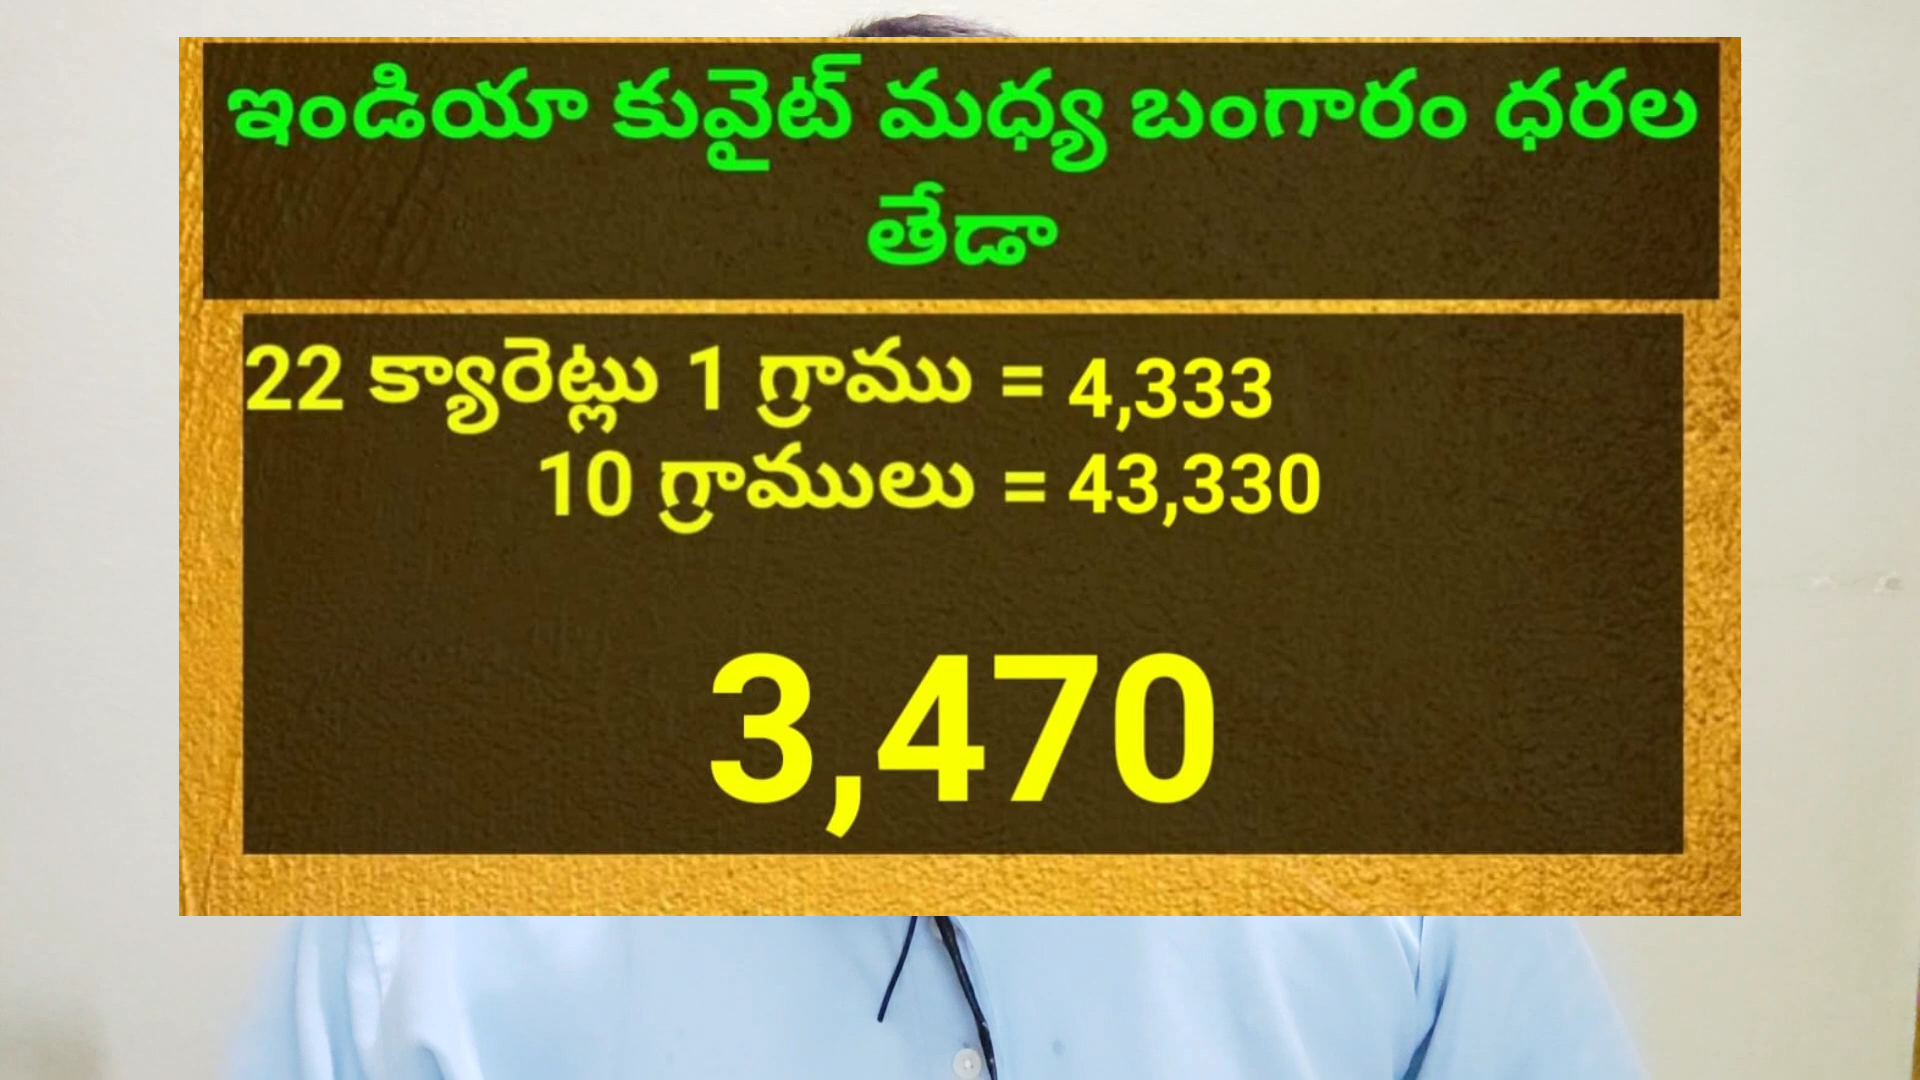 ఇండియా కువైట్ మధ్య బంగారం ధరల
తేడా
22 క్యారెట్లు 1 గ్రాము = 4,333
10 గ్రాములు = 43,330
3,470